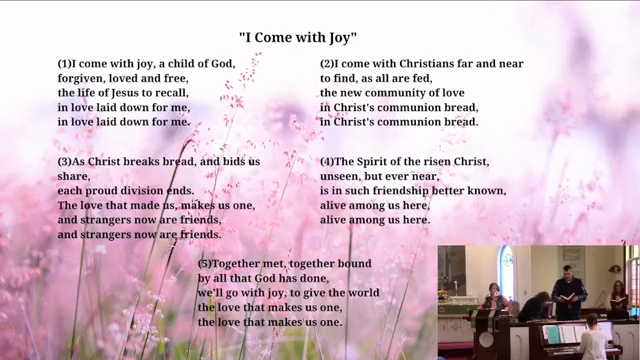 "I Come with Joy"
(1)I come with joy, a child of God,
forgiven, loved and free,
the life of Jesus to recall,
in love laid down for me,
in love laid down for me.
(2)I come with Christians far and near
to find, as all are fed,
the new community of love
in Christ's communion bread,
in Christ's communion bread.
(3)As Christ breaks bread, and bids us
share,
each proud division ends.
The love that made us, makes us one,
and strangers now are friends,
and strangers now are friends.
(4)The Spirit of the risen Christ,
unseen, but ever near,
is in such friendship better known,
alive among us here,
alive among us here.
(5)Together met, together bound
by all that God has done,
we'll go with joy, to give the world
the love that makes us one,
the love that makes us one.